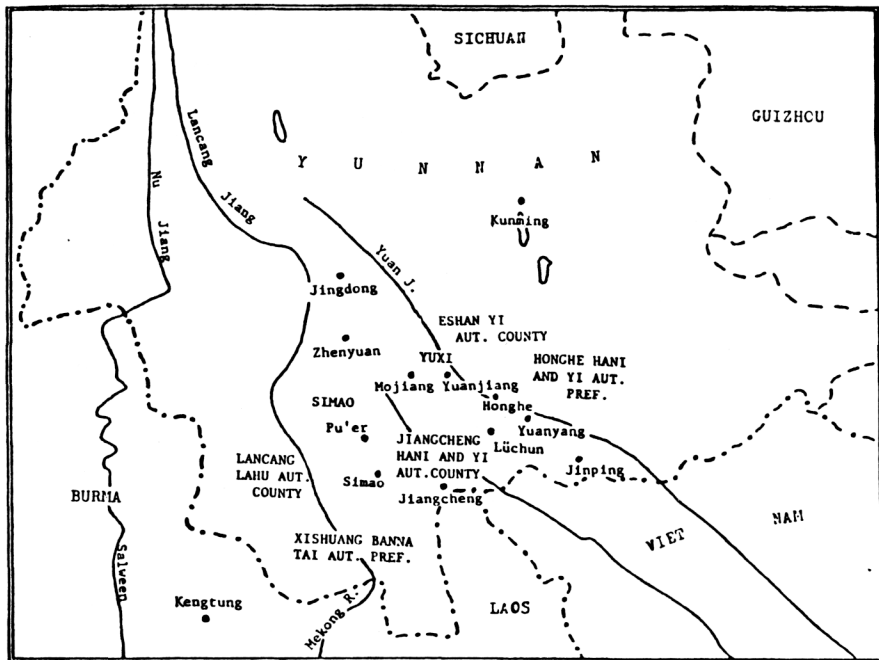 SICHUAN
GUIZHOU
Lancang
Jiang
Nu
Jiang
Y U N N A N
Kunming
Yuan J.
Jingdong
ESHAN YI
AUT. COUNTY
Zhenyuan
YUXI
HONGHE HANI
AND YI AUT.
PREF.
Mojiang
Yuanjiang
Honghe
SIMAO
Pu'er
JIANGCHENG
HANI AND YI
AUT.COUNTY
Yuanyang
Lüchun
LANCANG
LAHU AUT.
COUNTY
Simao
Jinping
Jiangcheng
BURMA
Salween
XISHUANG BANNA
TAI AUT. PREF.
VIET
NAM
Kengtung
Mekong R.
LAOS